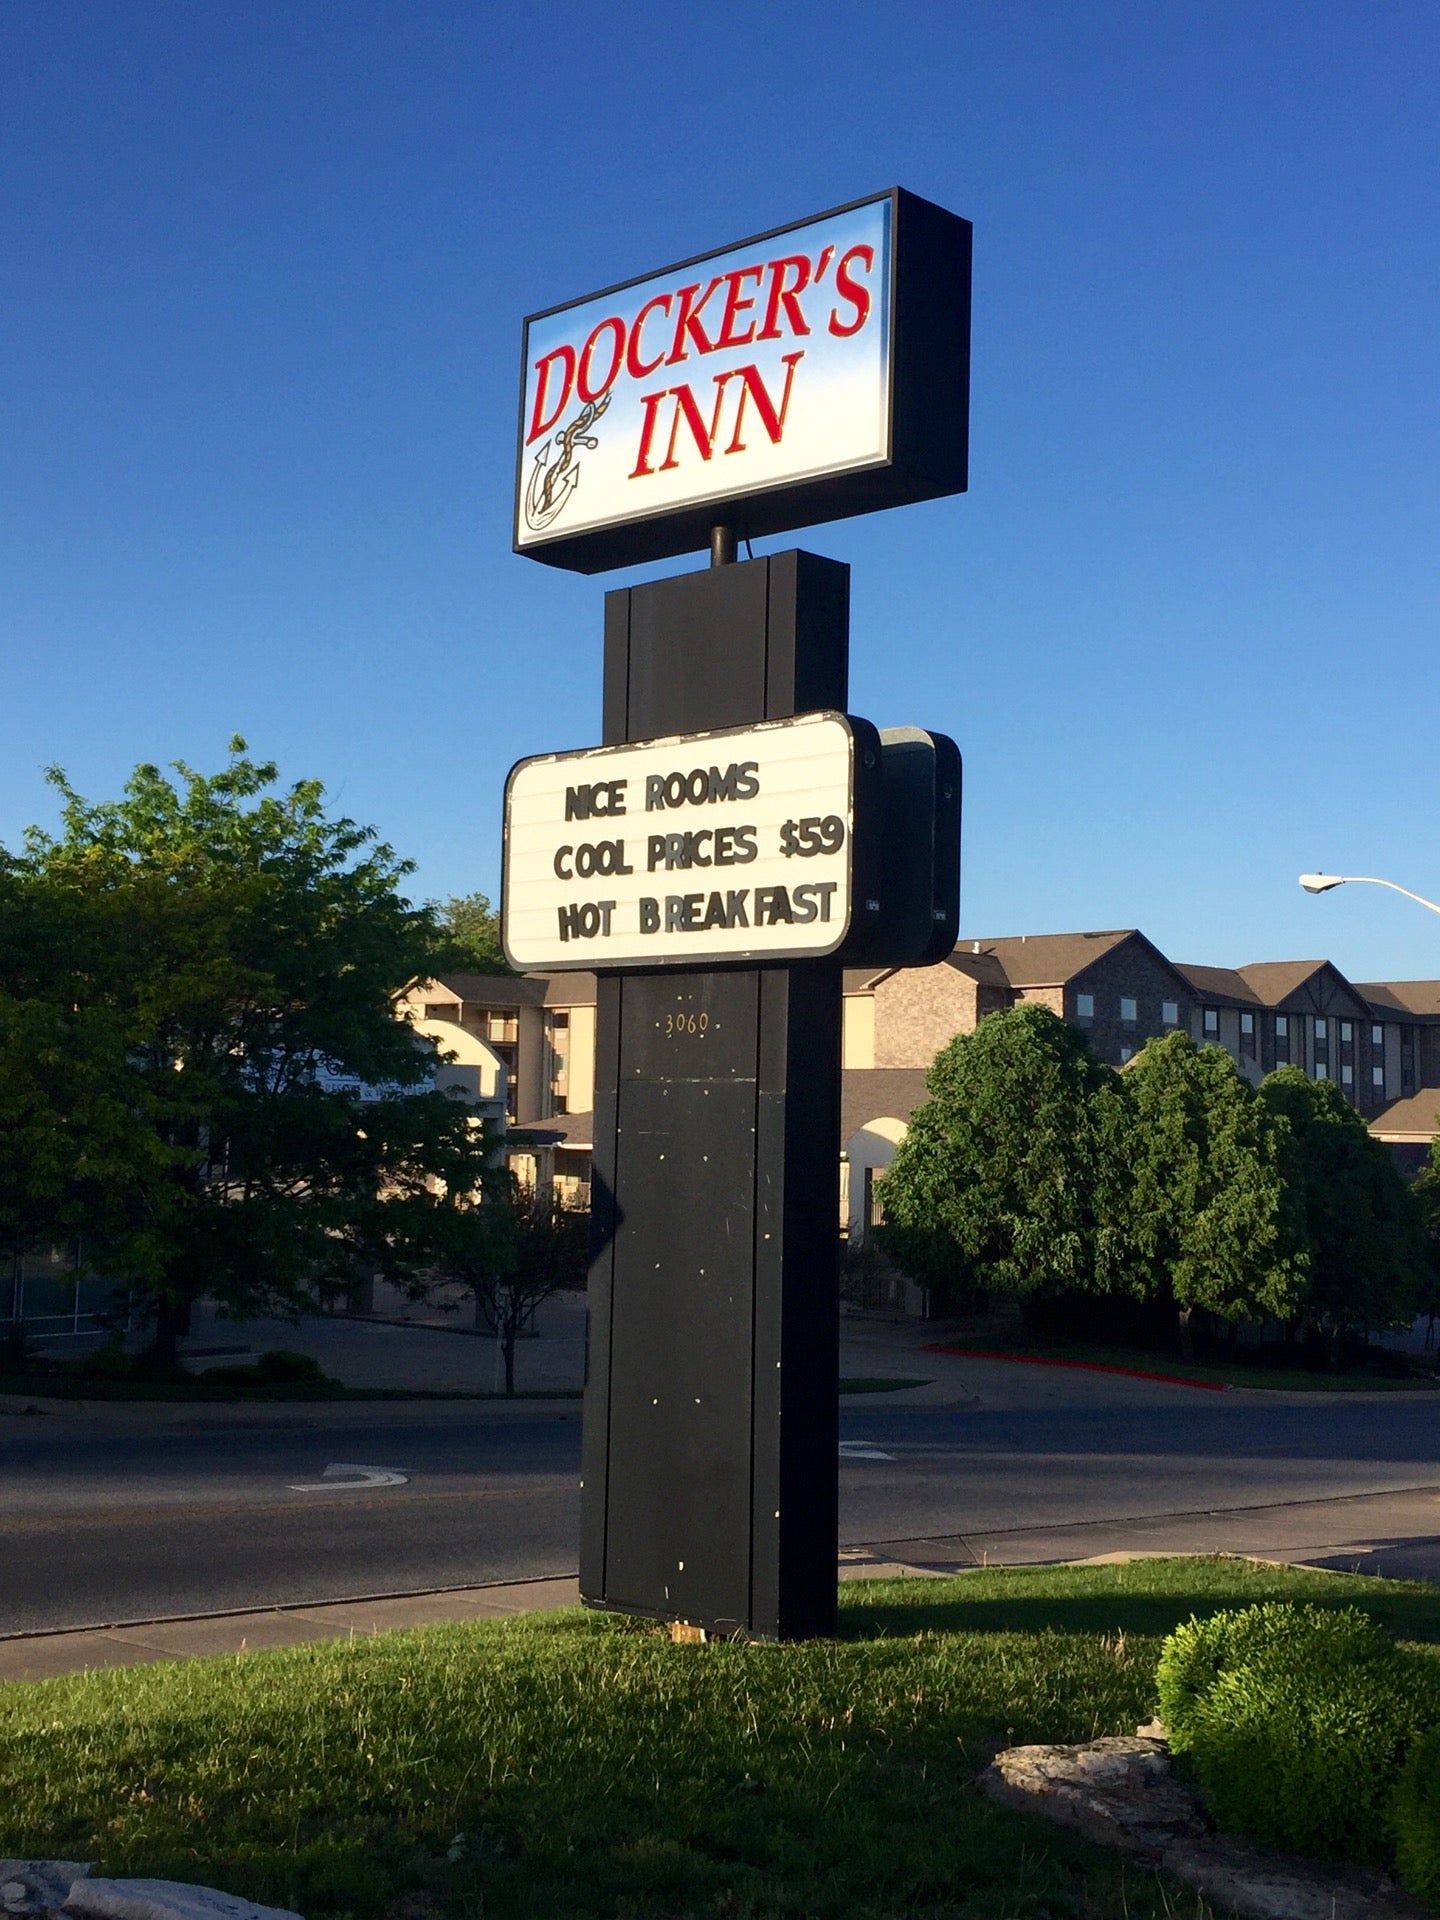 DOCKER'S
INN
NICE ROOMS
COOL PRICES $59
HOT BREAKFAST
3060